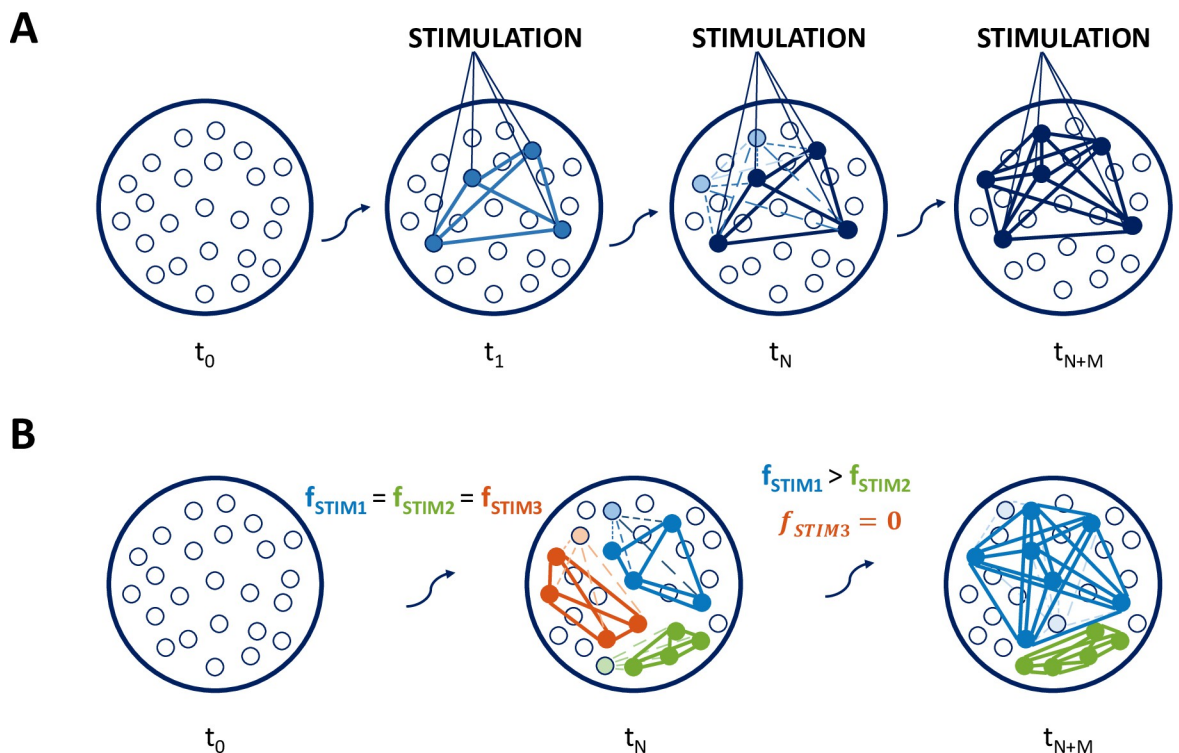 A
STIMULATION STIMULATION STIMULATION
t0 t1 tN tN+M
B
fSTIM1 = fSTIM2 = fSTIM3
fSTIM1 > fSTIM2
fSTIM3 = 0
t0 tN tN+M